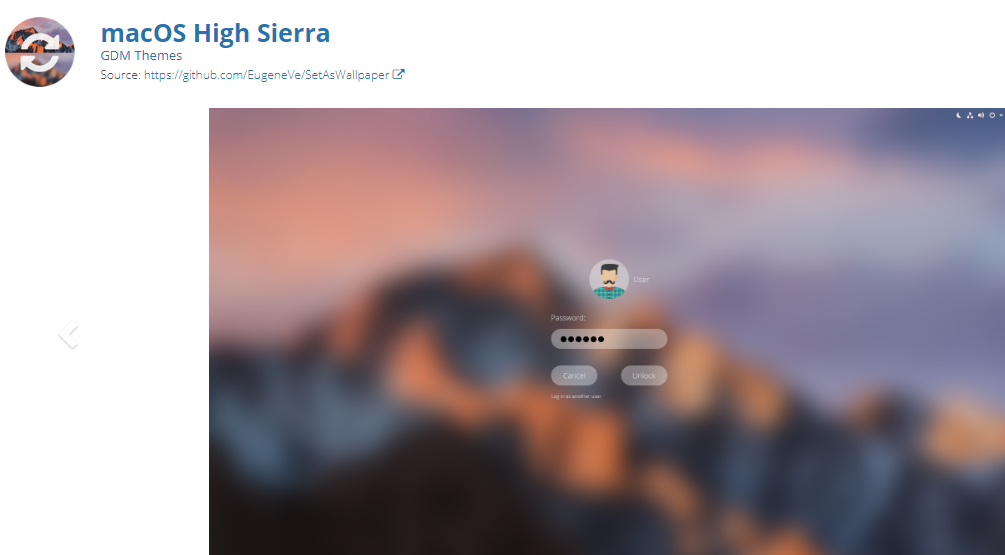 macOS High Sierra
GDM Themes
Source: https://github.com/EugeneVe/SetAsWallpaper
User
Password:
Cancel Unlock
Log in as another user